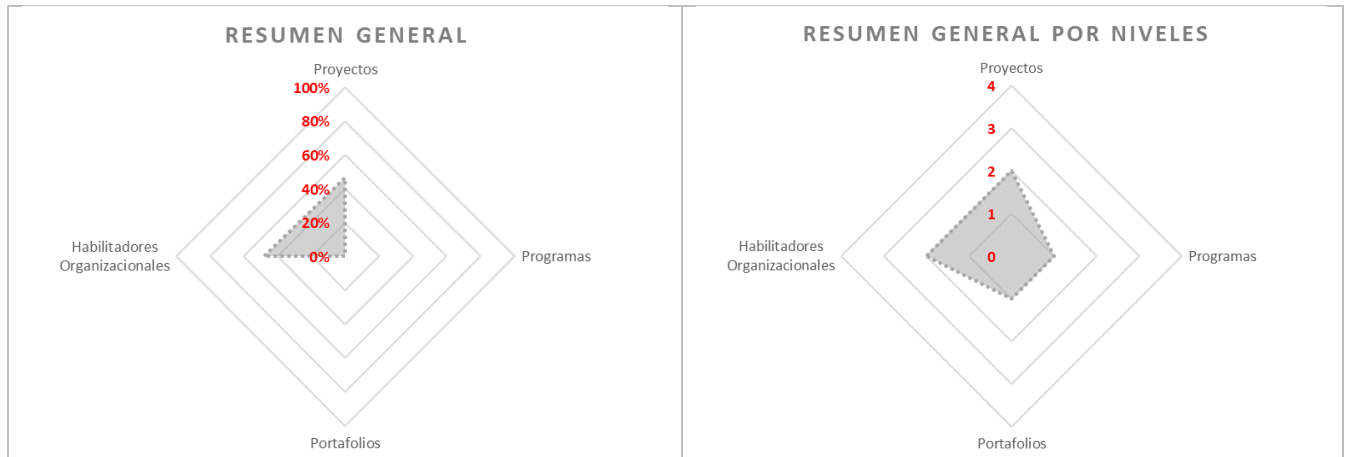 RESUMEN GENERAL
Proyectos
100%
80%
60%
40%
20%
0%
Habilitadores
Organizacionales
Programas
Portafolios
RESUMEN GENERAL POR NIVELES
Proyectos
4
3
2
1
0
Habilitadores
Organizacionales
Programas
Portafolios